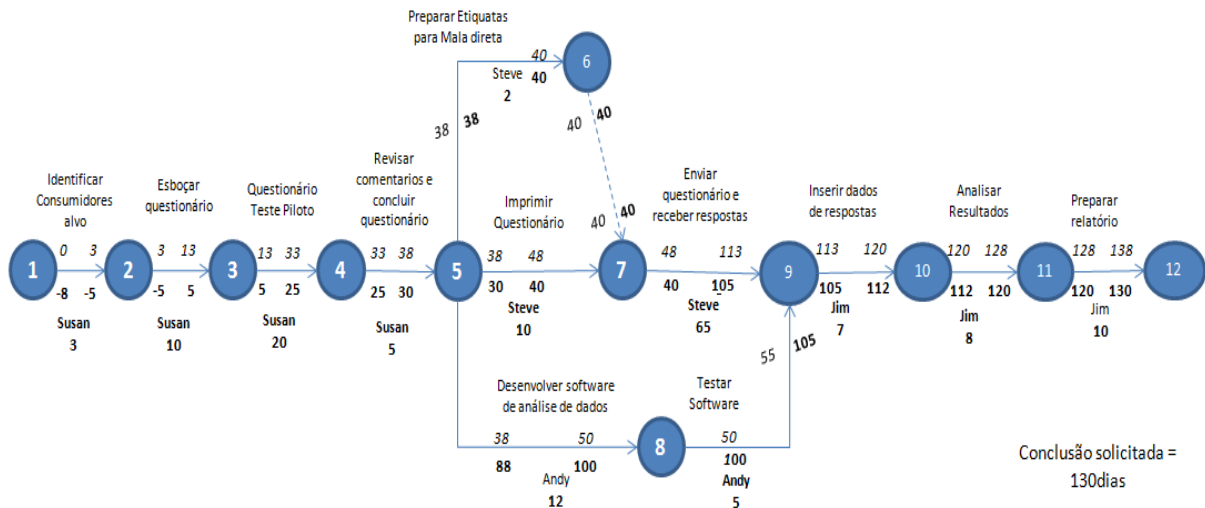 Preparar Etiquatas
para Mala direta
40
Steve 40
2
6
38 38
40 40
40 40
Identificar
Consumidores
alvo
Esboçar
questionário
Questionário
Teste Piloto
Revisar
comentarios e
concluir
questionário
Imprimir
Questionário
Enviar
questionário e
receber respostas
Inserir dados
de respostas
Analisar
Resultados
Preparar
relatório
0 3
3 13
13 33
33 38
38 48
48 113
113 120
120 128
128 138
1
2
3
4
5
7
9
10
11
12
-8 -5
-5 5
5 25
25 30
30 40
40 105
105 112
112 120
120 130
Susan
3
Susan
10
Susan
20
Susan
5
Steve
10
Steve
65
Jim
7
Jim
8
Jim
10
55 105
Desenvolver software
de análise de dados
Testar
Software
38 50
50
8
88 100
100
Andy
12
Andy
5
Conclusão solicitada =
130dias